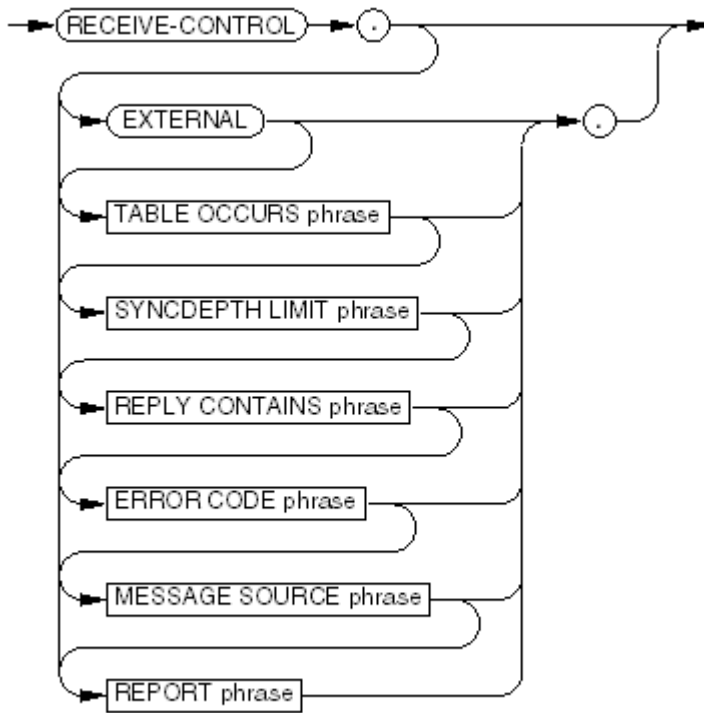 RECEIVE-CONTROL .
EXTERNAL .
TABLE OCCURS phrase
SYNCDEPTH LIMIT phrase
REPLY CONTAINS phrase
ERROR CODE phrase
MESSAGE SOURCE phrase
REPORT phrase